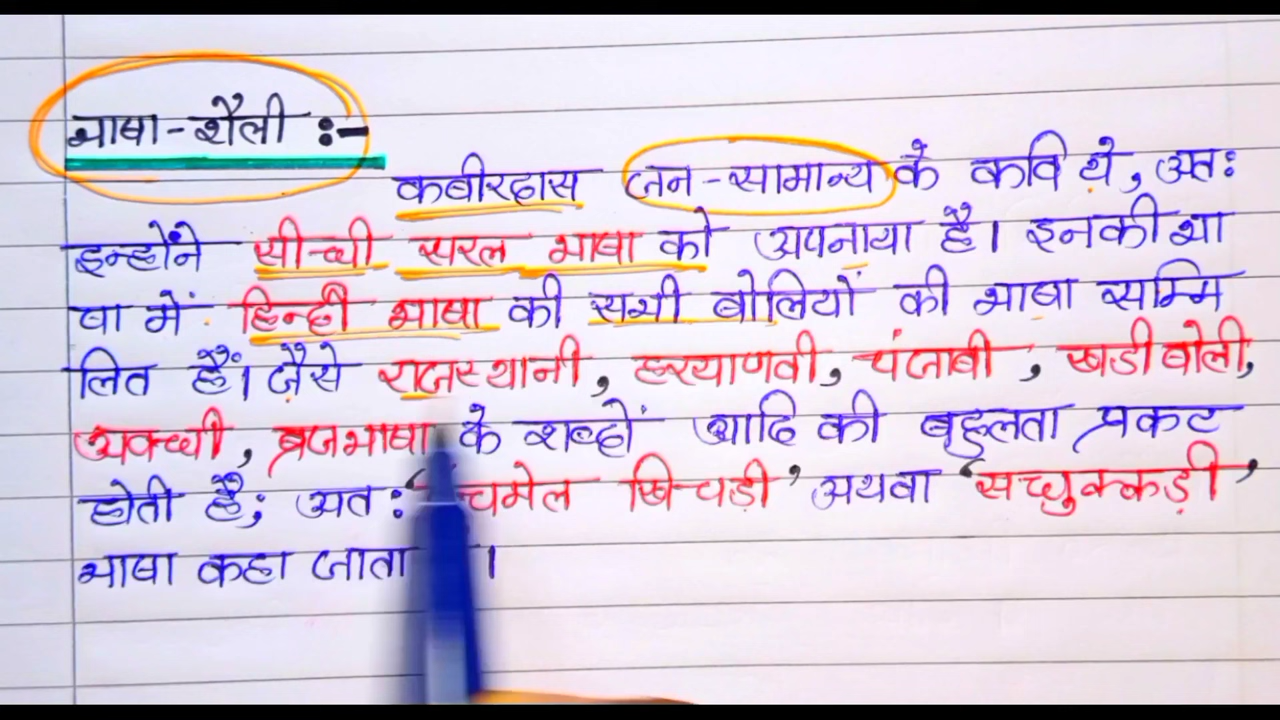 भाषा-शैली :-
कबीरदास जन-सामान्य के कवि थे, अतः
इन्होंने सीधी सरल भाषा को अपनाया है। इनकी भा
षा में हिन्दी भाषा की सभी बोलियों की भाषा सम्मि
लित हैं। जैसे राजस्थानी, हरयाणवी, पंजाबी, खडी बोली,
अवधी, ब्रजभाषा के शब्दों आदि की बहुलता प्रकट
होती है; अतः ' चमेल खिचड़ी' अथवा 'सधुक्कड़ी'
भाषा कहा जाता ।